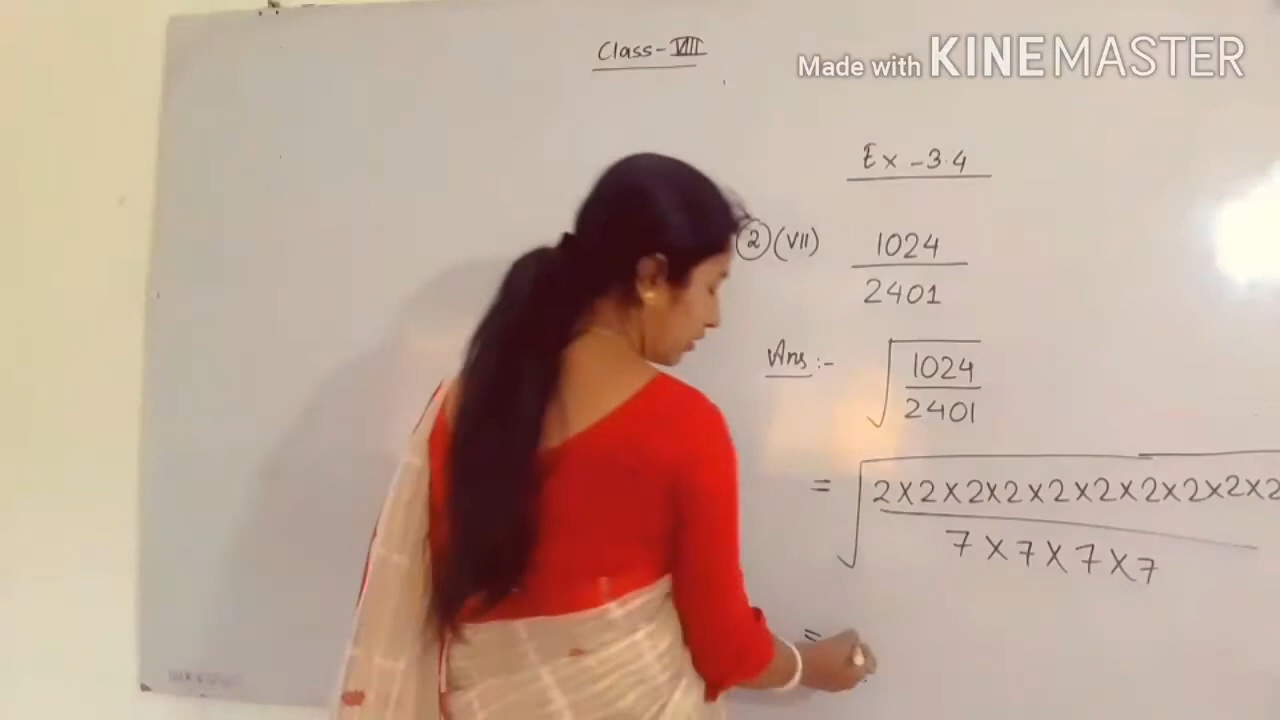 Class-VIII
Made with KINEMASTER
Ex-3.4
② (VII) 1024
2401
Ans:- √1024
2401
= √2×2×2×2×2×2×2×2×2×2
7×7×7×7
=